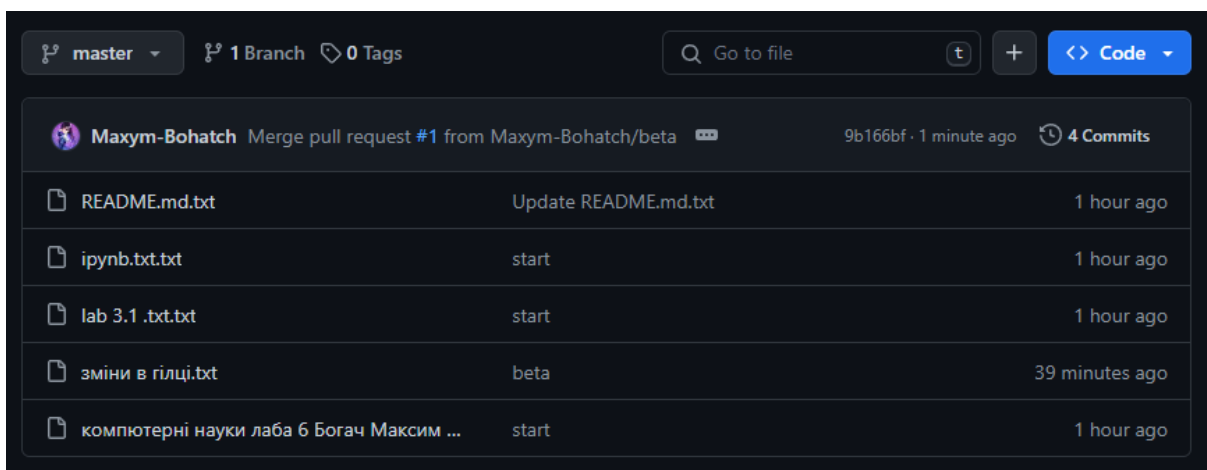 master 1 Branch 0 Tags Go to file t + <> Code
Maxym-Bohatch Merge pull request #1 from Maxym-Bohatch/beta ... 9b166bf · 1 minute ago 4 Commits
README.md.txt Update README.md.txt 1 hour ago
ipynb.txt.txt start 1 hour ago
lab 3.1 .txt.txt start 1 hour ago
зміни в гілці.txt beta 39 minutes ago
компютерні науки лаба 6 Богач Максим ... start 1 hour ago